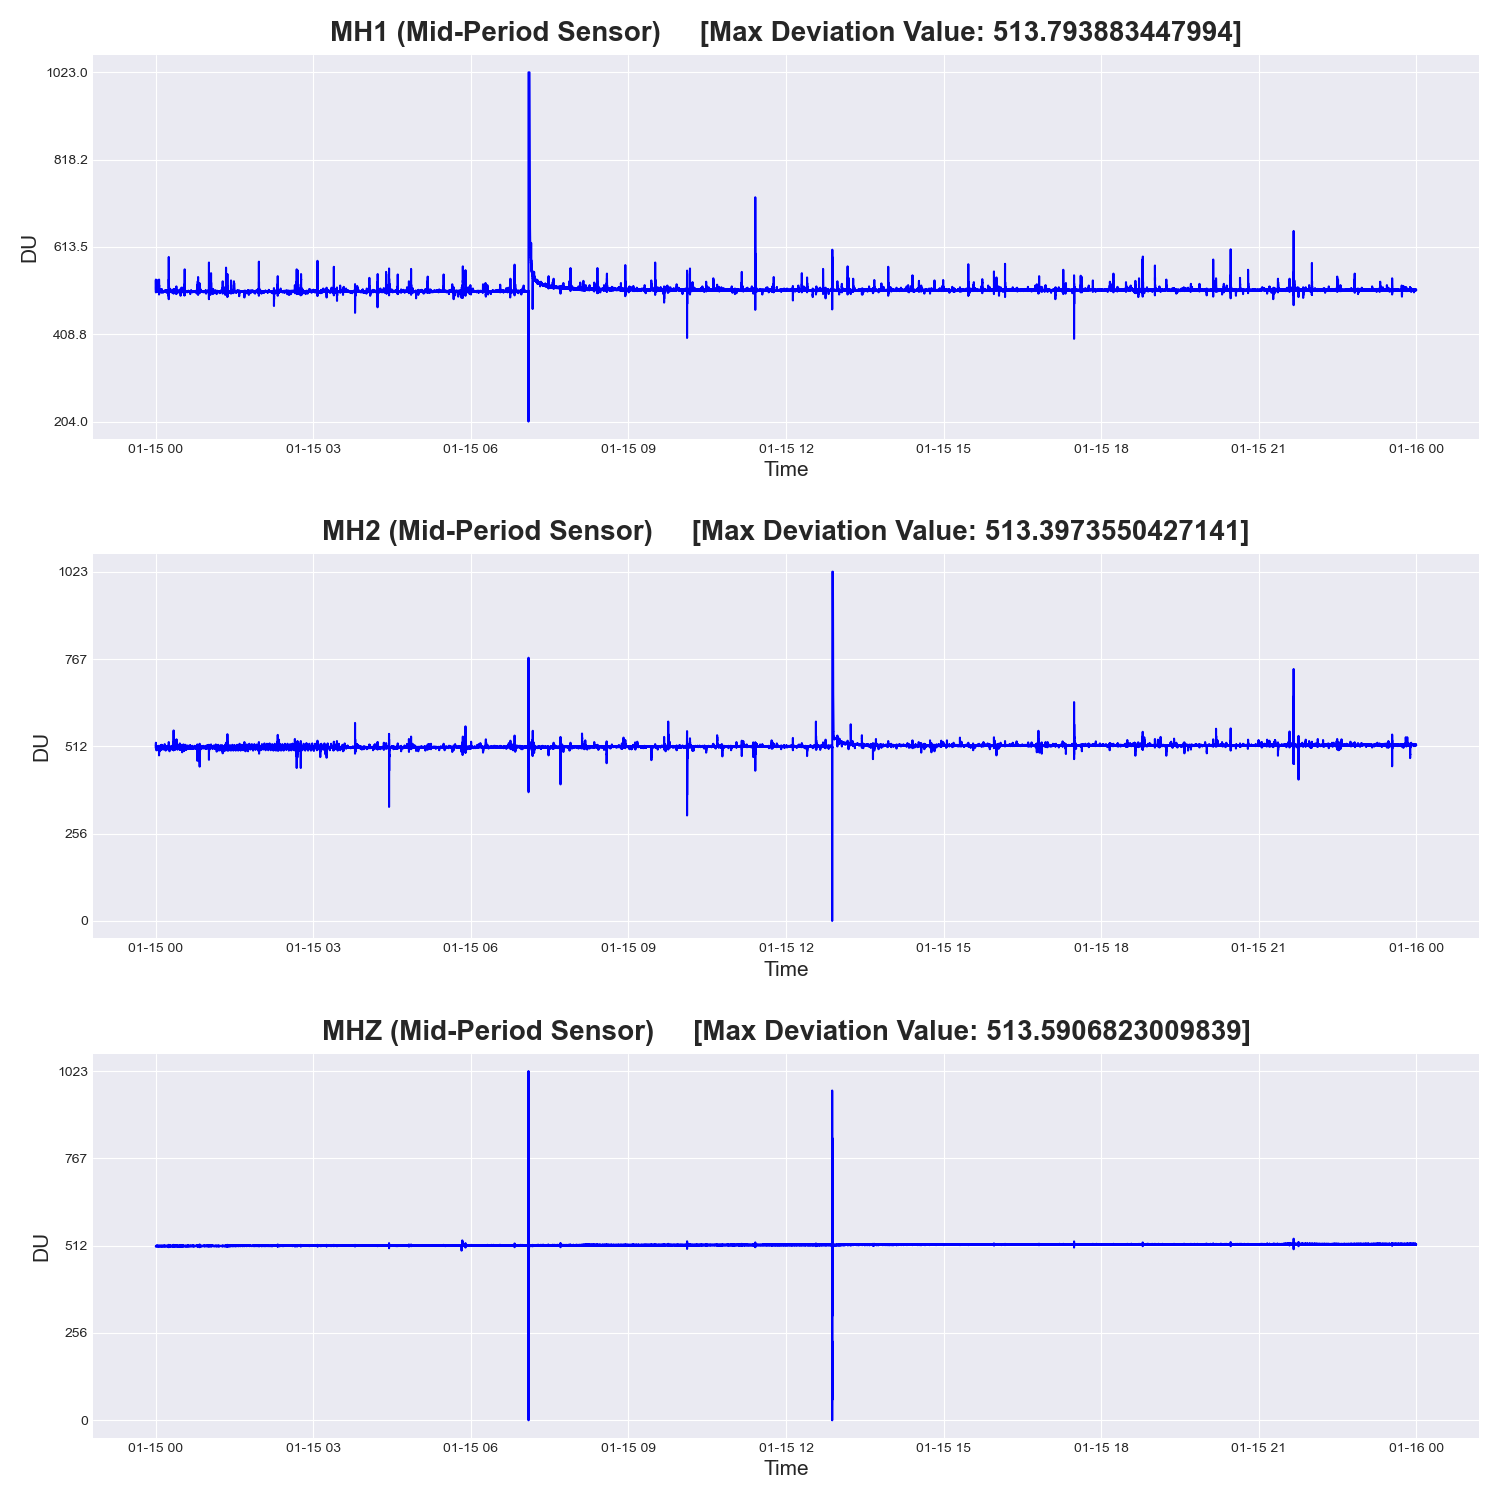 MH1 (Mid-Period Sensor) [Max Deviation Value: 513.793883447994]
1023.0
818.2
613.5
408.8
204.0
DU
01-15 00 01-15 03 01-15 06 01-15 09 01-15 12 01-15 15 01-15 18 01-15 21 01-16 00
Time
MH2 (Mid-Period Sensor) [Max Deviation Value: 513.3973550427141]
1023
767
512
256
0
DU
01-15 00 01-15 03 01-15 06 01-15 09 01-15 12 01-15 15 01-15 18 01-15 21 01-16 00
Time
MHZ (Mid-Period Sensor) [Max Deviation Value: 513.5906823009839]
1023
767
512
256
0
DU
01-15 00 01-15 03 01-15 06 01-15 09 01-15 12 01-15 15 01-15 18 01-15 21 01-16 00
Time